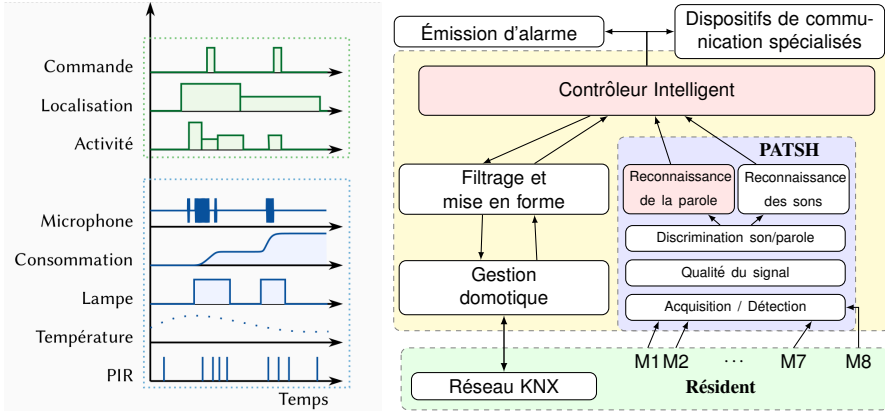 Commande
Localisation
Activité
Microphone
Consommation
Lampe
Température
PIR
Temps
Émission d'alarme
Dispositifs de commu-
nication spécialisés
Contrôleur Intelligent
PATSH
Filtrage et
mise en forme
Reconnaissance
de la parole
Reconnaissance
des sons
Discrimination son/parole
Gestion
domotique
Qualité du signal
Acquisition / Détection
M1 M2 ... M7 M8
Réseau KNX
Résident